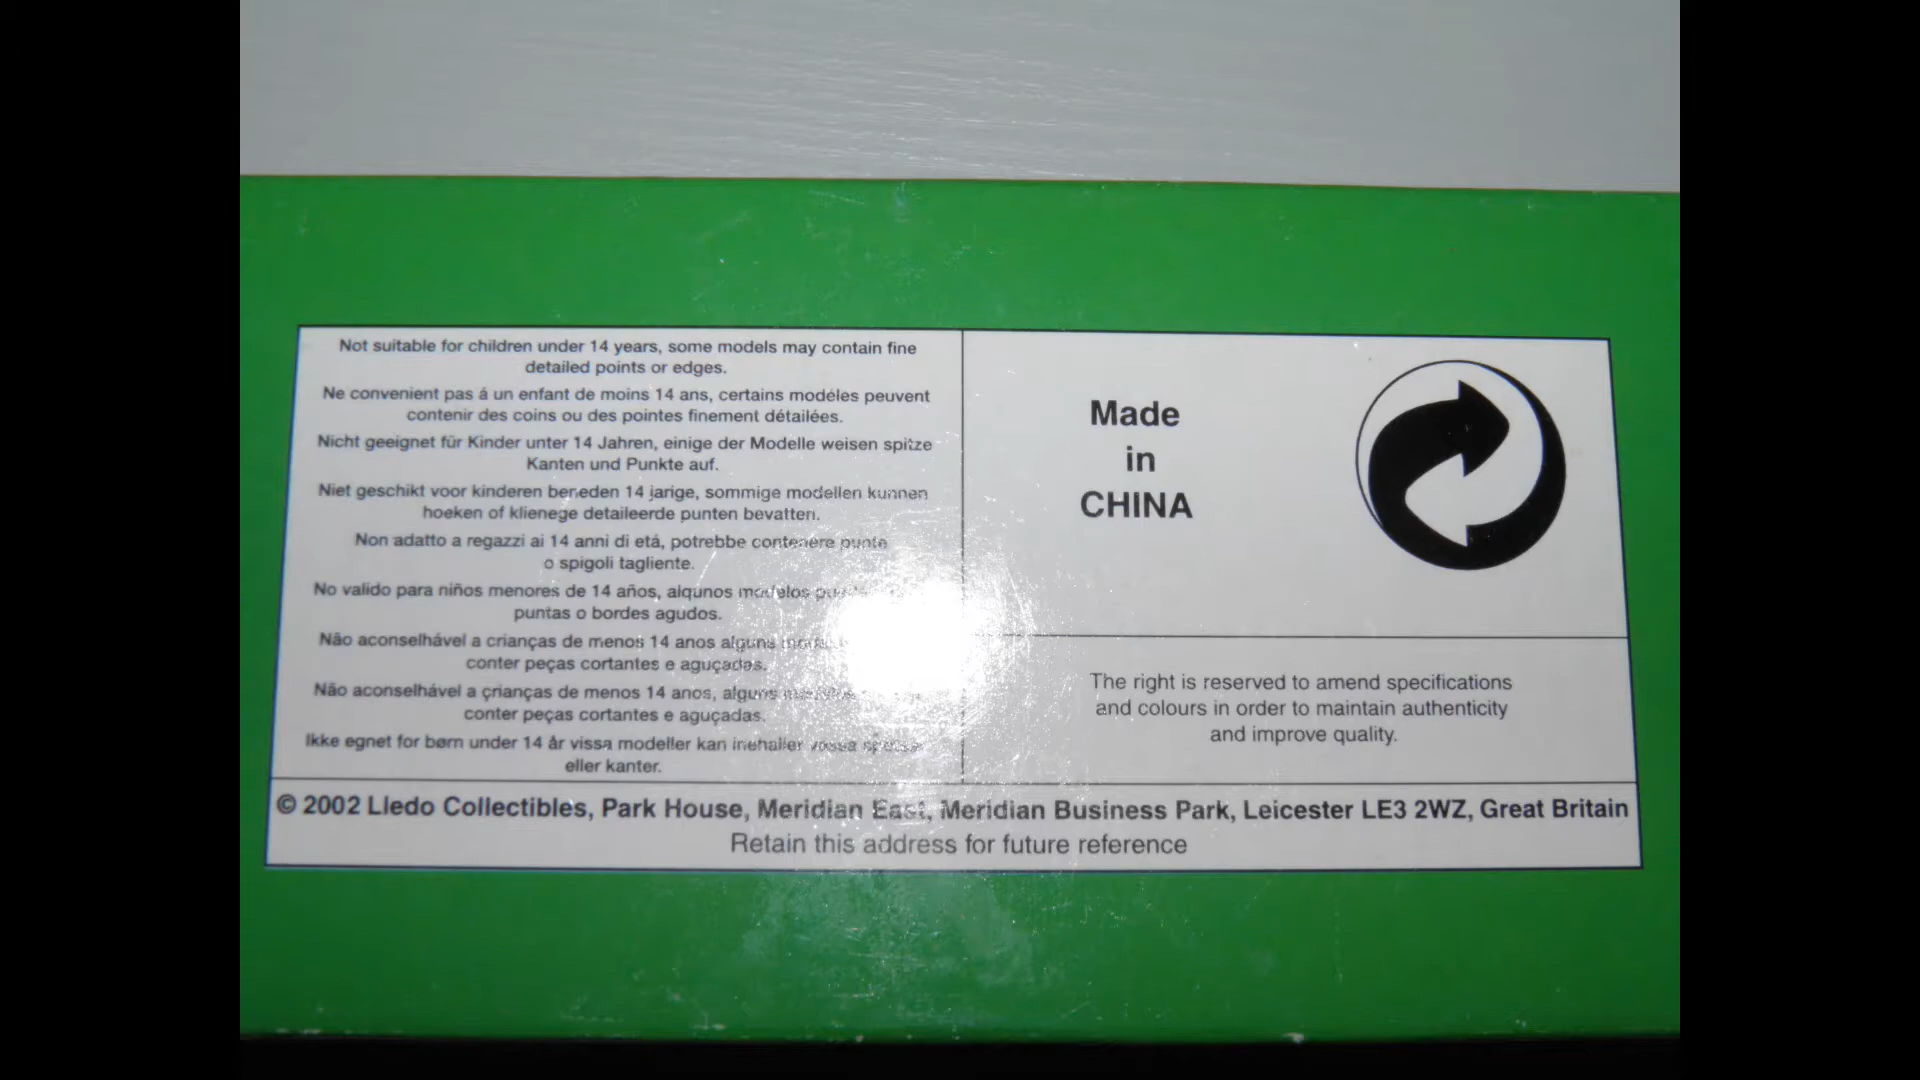 Not suitable for children under 14 years, some models may contain fine
detailed points or edges.
Ne convenient pas á un enfant de moins 14 ans, certains modéles peuvent
contenir des coins ou des pointes finement détailées.
Nicht geeignet für Kinder unter 14 Jahren, einige der Modelle weisen spitze
Kanten und Punkte auf.
Niet geschikt voor kinderen beneden 14 jarige, sommige modellen kunnen
hoeken of klienege detaileerde punten bevatten.
Non adatto a regazzi ai 14 anni di etá, potrebbe contenere punte
o spigoli tagliente.
No valido para niños menores de 14 años, alqunos modelos
puntas o bordes agudos.
Não aconselhável a crianças de menos 14 anos alguns
conter peças cortantes e aguçadas.
Não aconselhável a çrianças de menos 14 anos, alguns
conter peças cortantes e aguçadas.
Ikke egnet for børn under 14 år vissa modeller kan
eller kanter.
Made
in
CHINA
The right is reserved to amend specifications
and colours in order to maintain authenticity
and improve quality.
© 2002 Lledo Collectibles, Park House, Meridian East, Meridian Business Park, Leicester LE3 2WZ, Great Britain
Retain this address for future reference